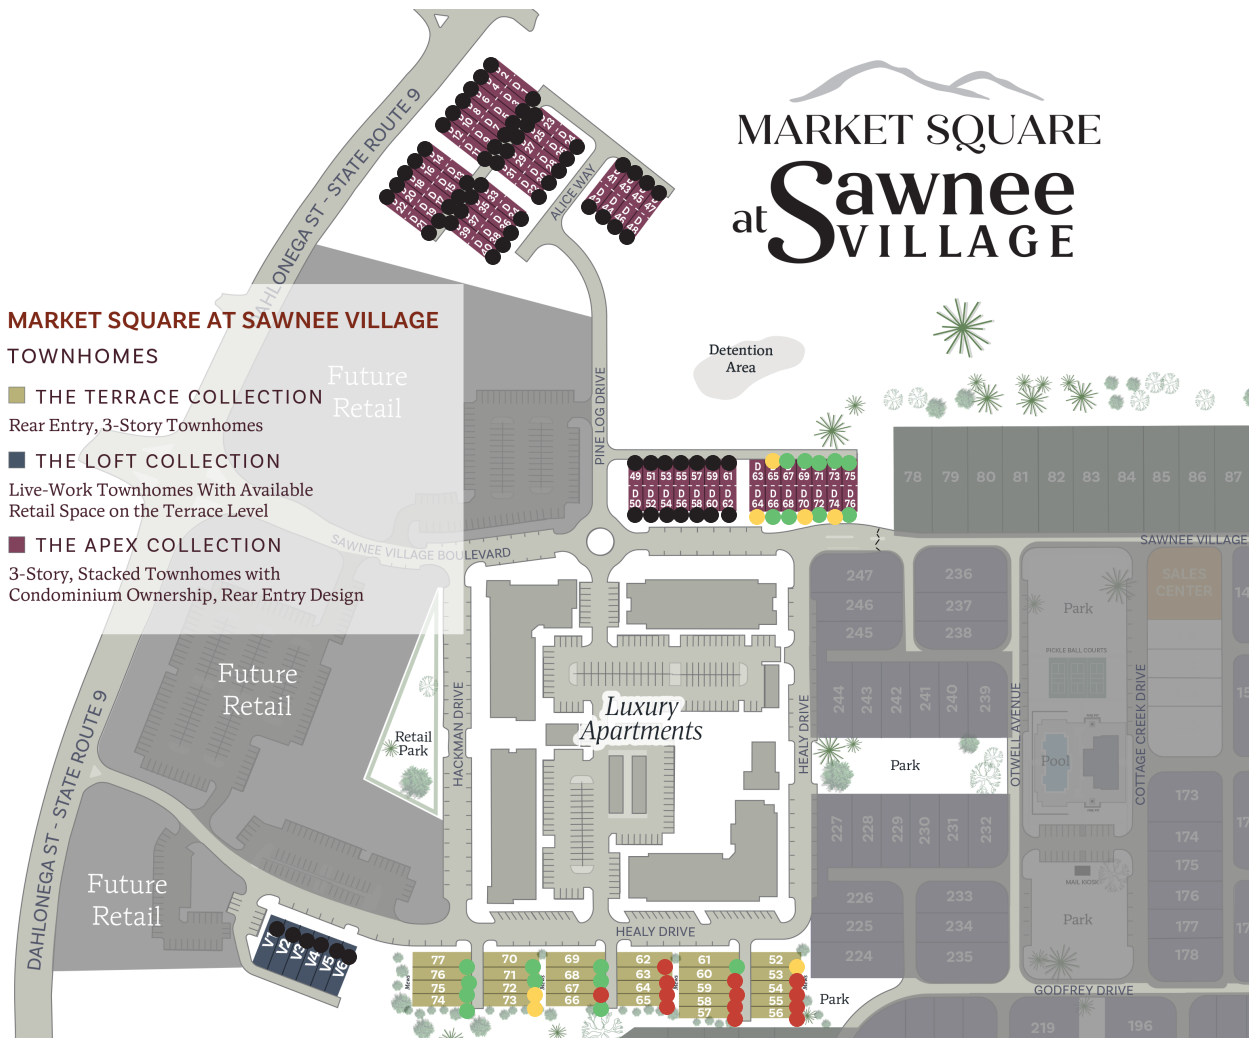 MARKET SQUARE
at Sawnee
VILLAGE
DAHLONEGA ST - STATE ROUTE 9
ALICE WAY
MARKET SQUARE AT SAWNEE VILLAGE
TOWNHOMES
THE TERRACE COLLECTION
Rear Entry, 3-Story Townhomes
THE LOFT COLLECTION
Live-Work Townhomes With Available
Retail Space on the Terrace Level
THE APEX COLLECTION
3-Story, Stacked Townhomes with
Condominium Ownership, Rear Entry Design
Future
Retail
Detention
Area
PINE LOG DRIVE
49 51 53 55 57 59 61
D D D D D D D
50 52 54 56 58 60 62
D
63 65 67 69 71 73 75
D D D D D D D
64 66 68 70 72 74 76
78 79 80 81 82 83 84 85 86 87
SAWNEE VILLAGE BOULEVARD
SAWNEE VILLAGE
247
246
245
236
237
238
Park
PICKLE BALL COURTS
SALES
CENTER
244 243 242 241 240 239
HACKMAN DRIVE
Luxury
Apartments
HEALY DRIVE
OTWELL AVENUE
COTTAGE CREEK DRIVE
Future
Retail
Retail
Park
Park
Pool
DAHLONEGA ST - STATE ROUTE 9
227 228 229 230 231 232
173
174
175
176
177
178
MAIL KIOSK
Park
226
225
224
233
234
235
Future
Retail
V2 V3 V4 V5 V6
HEALY DRIVE
77
76
75
74
70
71
72
73
69
68
67
66
62
63
64
65
61
60
59
58
57
52
53
54
55
56
Mews
Mews
Mews
Mews
Park
GODFREY DRIVE
219
196